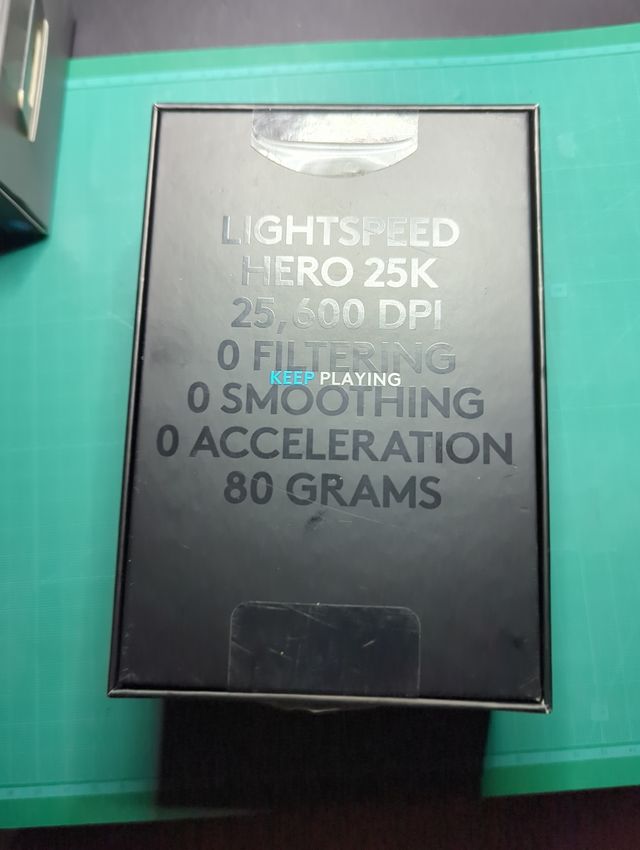 LIGHTSPEED
HERO 25K
25,600 DPI
0 FILTERING
KEEP PLAYING
0 SMOOTHING
0 ACCELERATION
80 GRAMS